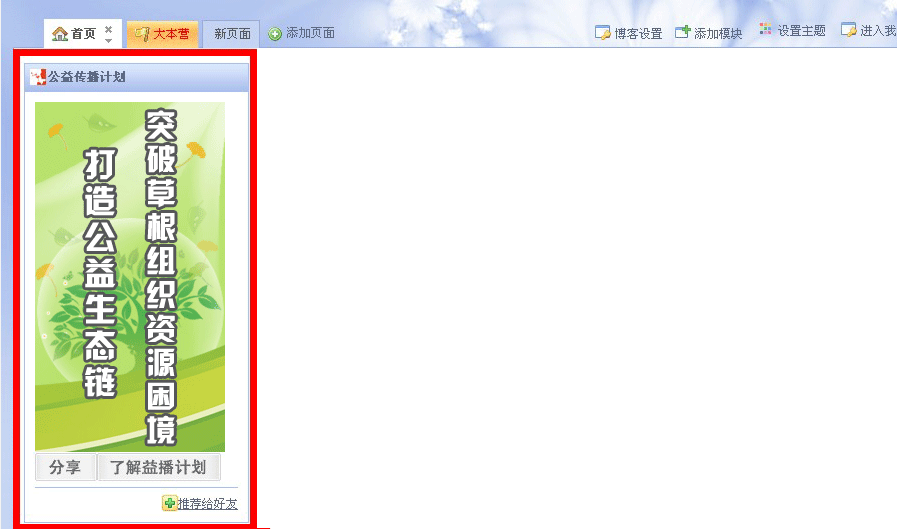 首页 大本营 新页面 添加页面 博客设置 添加模块 设置主题 进入我
公益传播计划
突破草根组织资源困境
打造公益生态链
分享 了解益播计划
推荐给好友